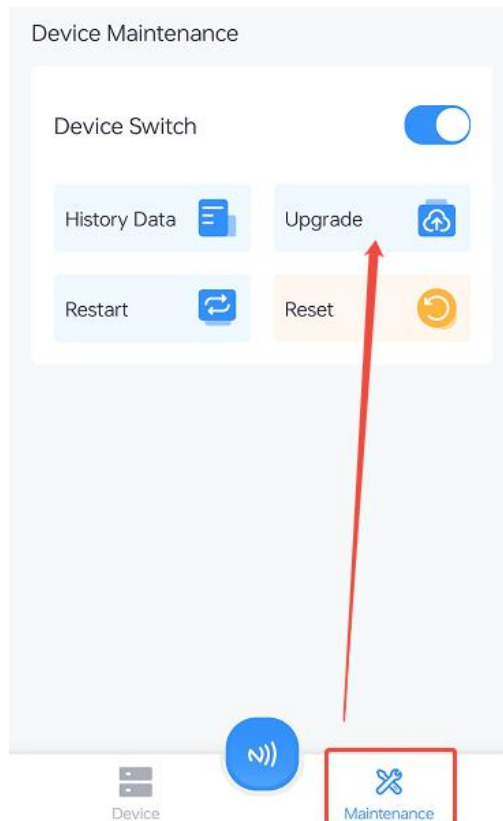 Device Maintenance
Device Switch
History Data
Upgrade
Restart
Reset
Device
Maintenance